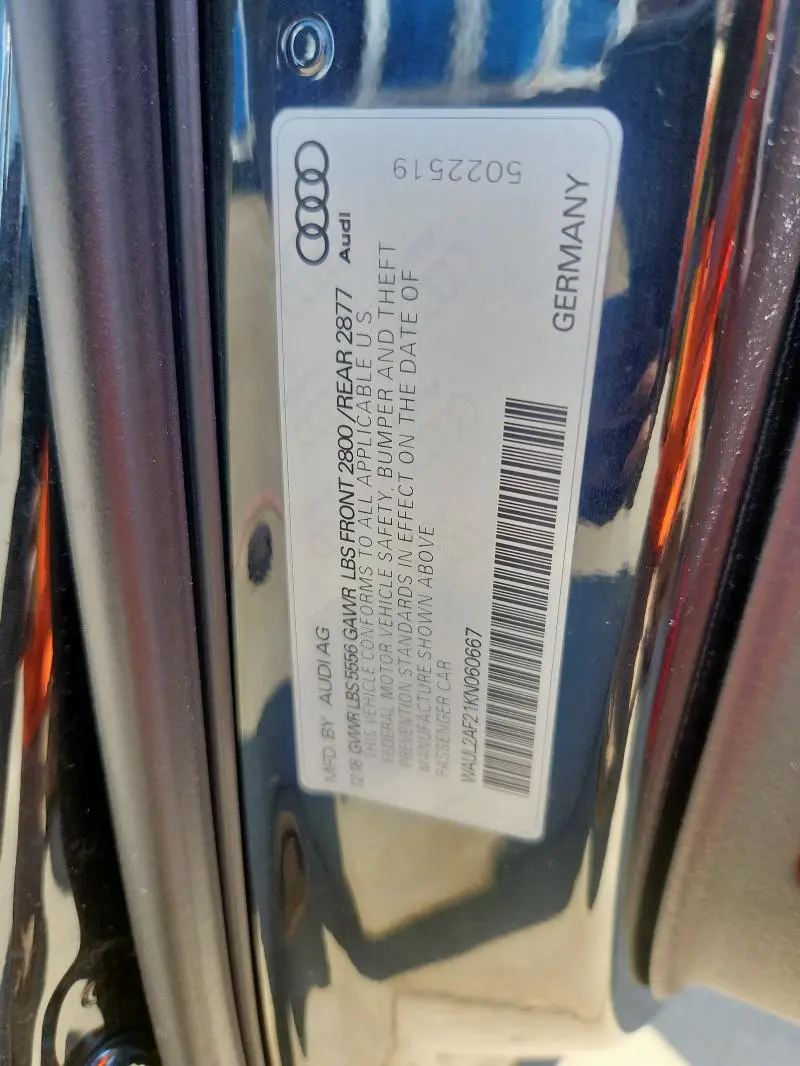 MFD BY AUDI AG
12.18 GVWR LBS 5556 GAWR LBS FRONT 2800 / REAR 2877
THIS VEHICLE CONFORMS TO ALL APPLICABLE U S.
FEDERAL MOTOR VEHICLE SAFETY, BUMPER AND THEFT
PREVENTION STANDARDS IN EFFECT ON THE DATE OF
MANUFACTURE SHOWN ABOVE
PASSENGER CAR
WAUL2AF21KN060667
Audi
5022519
GERMANY